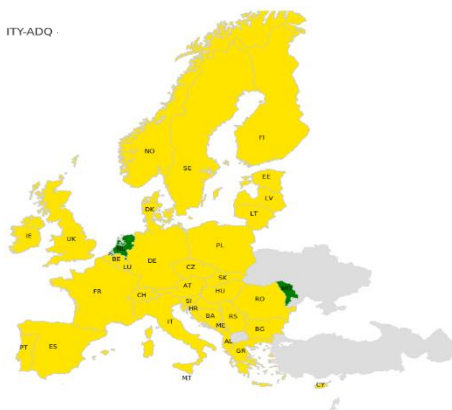 ITY-ADQ
FI
NO
SE
EE
LV
LT
DK
IE
UK
PL
BE
DE
LU
CZ
SK
FR
CH
AT
HU
SI
HR
RO
BA
RS
IT
ME
BG
PT
ES
AL
GR
MT
CY